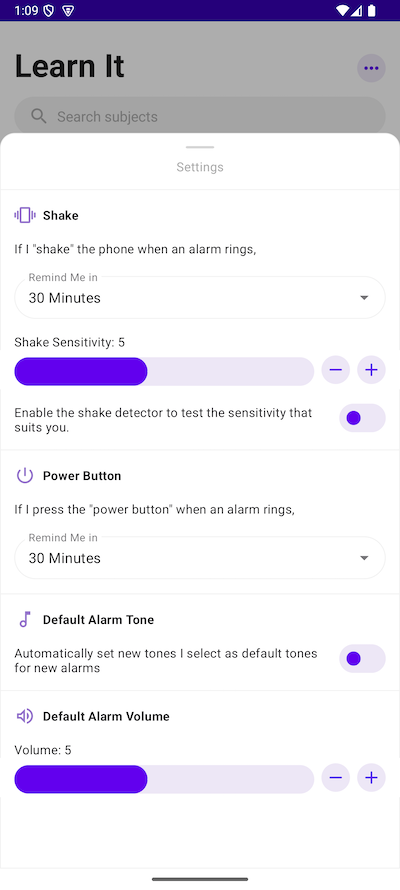 1:09
Learn It
Search subjects
Settings
Shake
If I "shake" the phone when an alarm rings,
Remind Me in
30 Minutes
Shake Sensitivity: 5
Enable the shake detector to test the sensitivity that
suits you.
Power Button
If I press the "power button" when an alarm rings,
Remind Me in
30 Minutes
Default Alarm Tone
Automatically set new tones I select as default tones
for new alarms
Default Alarm Volume
Volume: 5